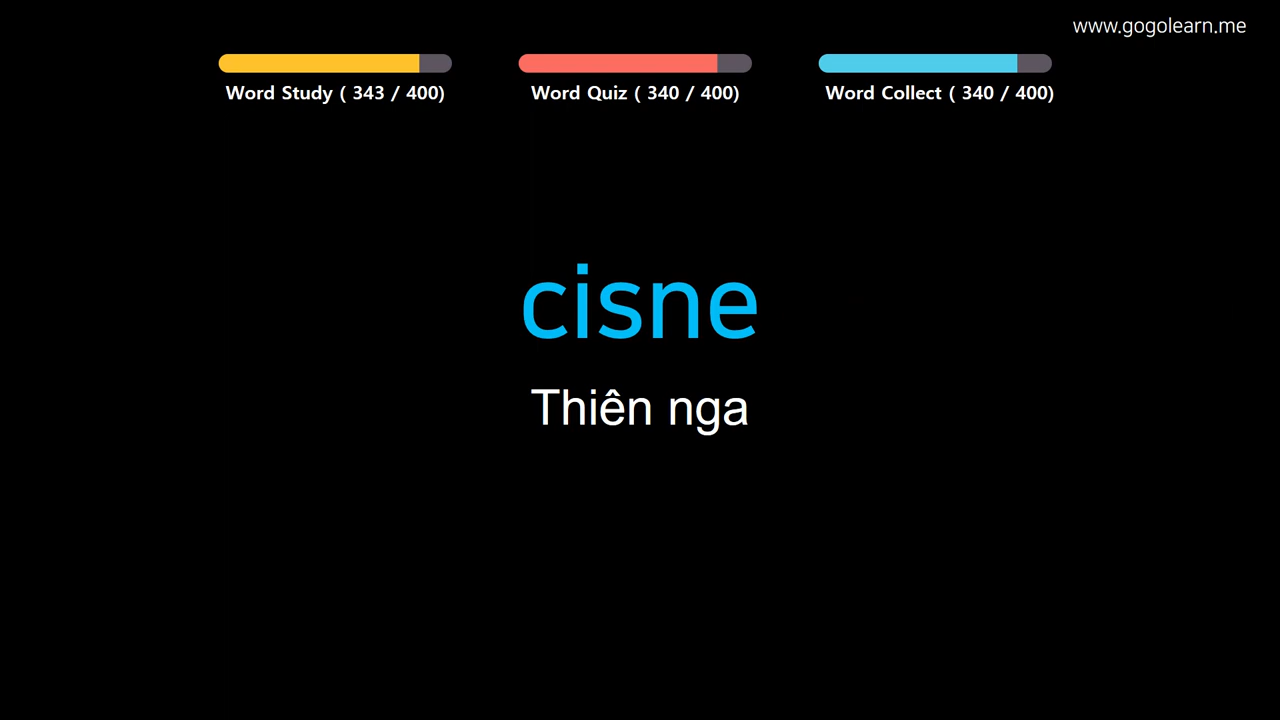 www.gogolearn.me
Word Study ( 343 / 400)
Word Quiz ( 340 / 400)
Word Collect ( 340 / 400)
cisne
Thiên nga